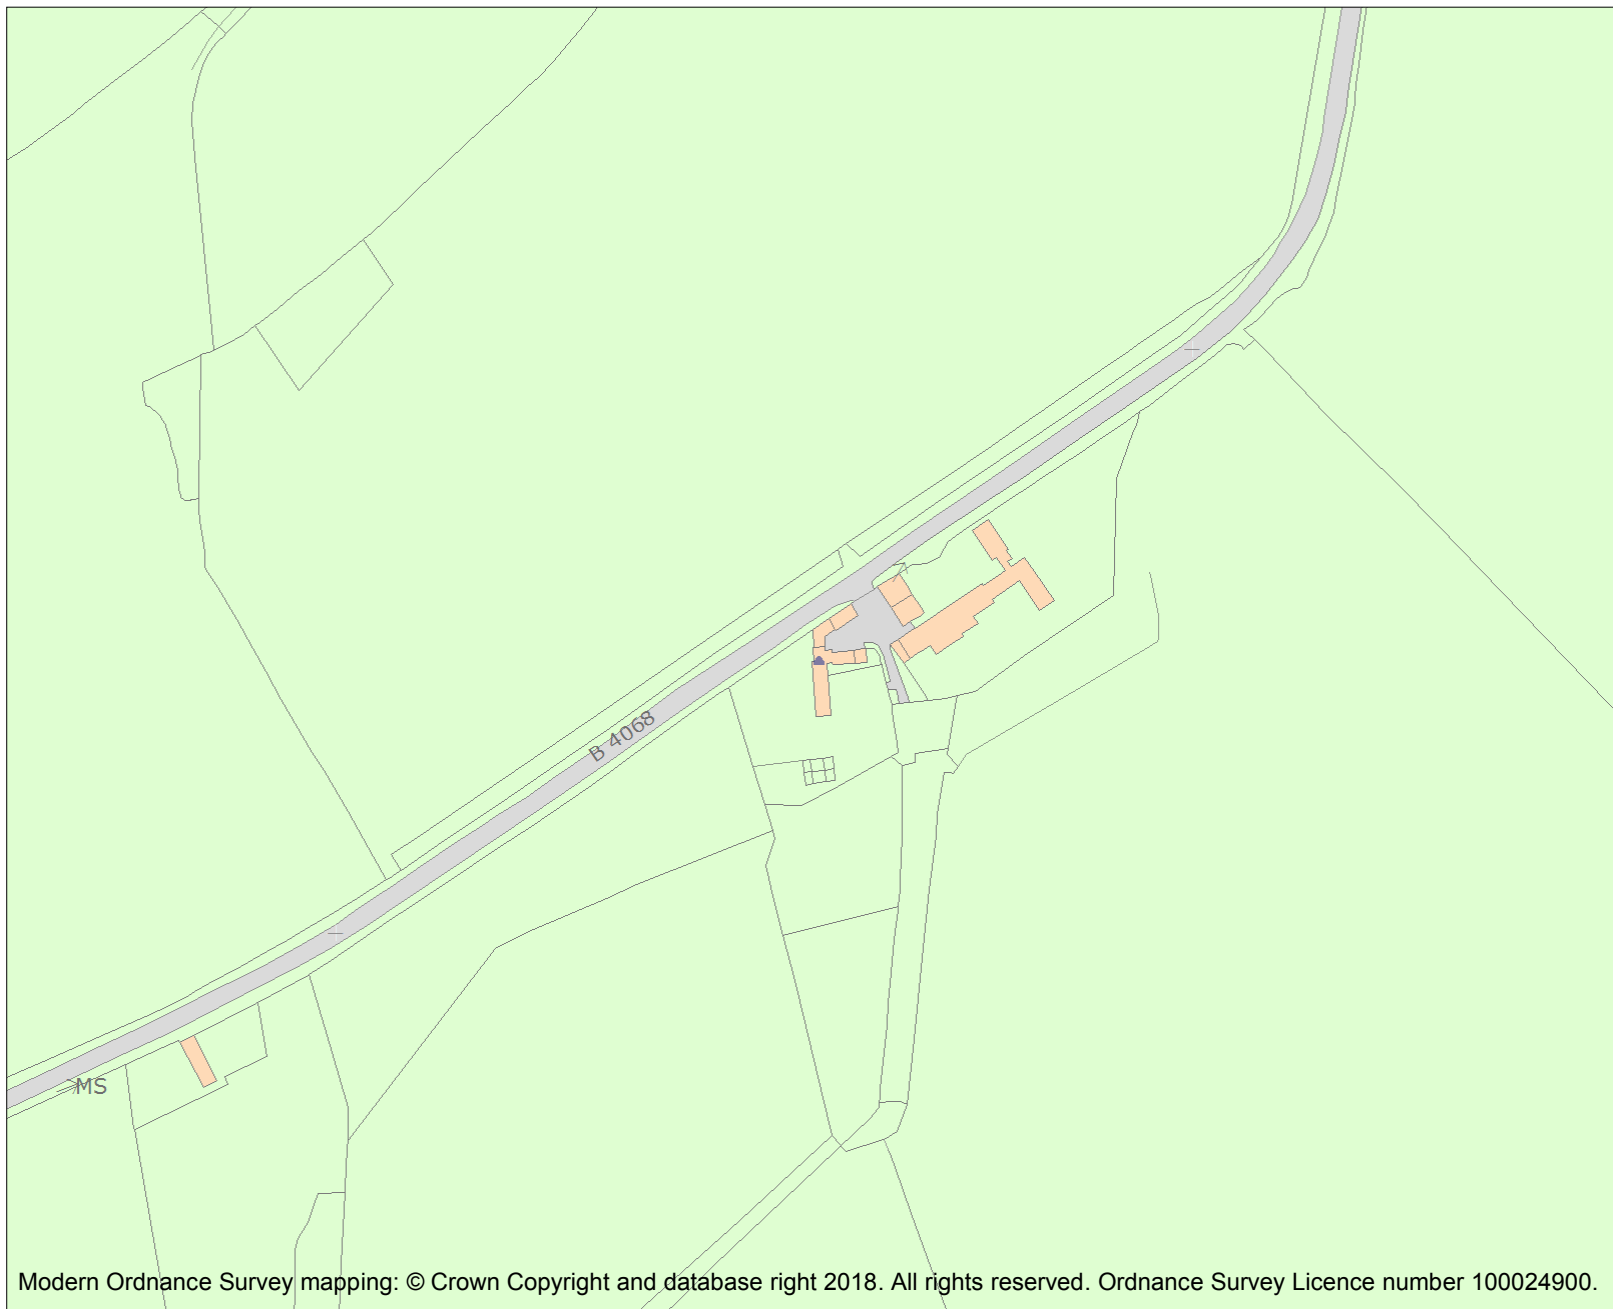 B 4068
MS
Modern Ordnance Survey mapping: © Crown Copyright and database right 2018. All rights reserved. Ordnance Survey Licence number 100024900.